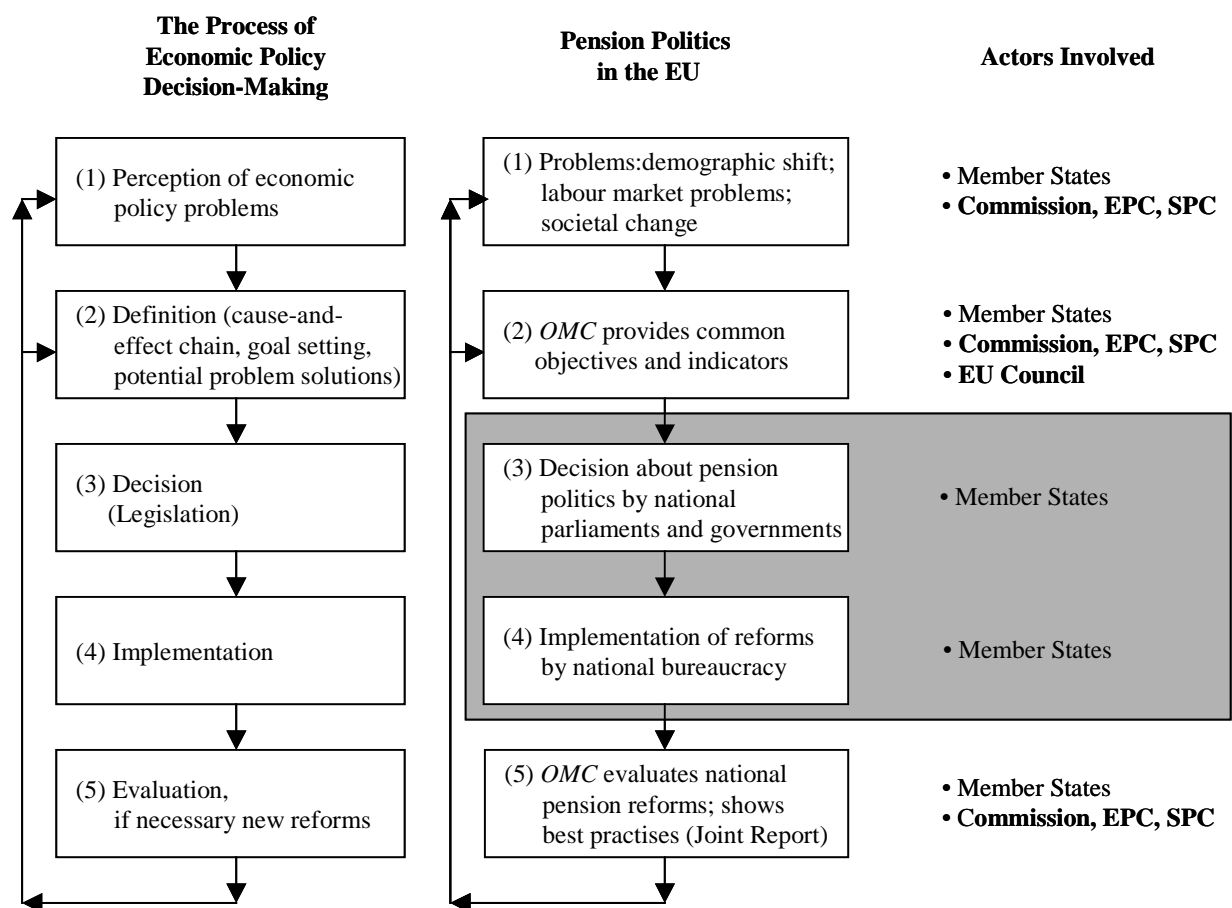 The Process of
Economic Policy
Decision-Making
Pension Politics
in the EU
Actors Involved
(1) Perception of economic
policy problems
(1) Problems:demographic shift;
labour market problems;
societal change
• Member States
• Commission, EPC, SPC
(2) Definition (cause-and-
effect chain, goal setting,
potential problem solutions)
(2) OMC provides common
objectives and indicators
• Member States
• Commission, EPC, SPC
• EU Council
(3) Decision
(Legislation)
(3) Decision about pension
politics by national
parliaments and governments
• Member States
(4) Implementation
(4) Implementation of reforms
by national bureaucracy
• Member States
(5) Evaluation,
if necessary new reforms
(5) OMC evaluates national
pension reforms; shows
best practises (Joint Report)
• Member States
• Commission, EPC, SPC